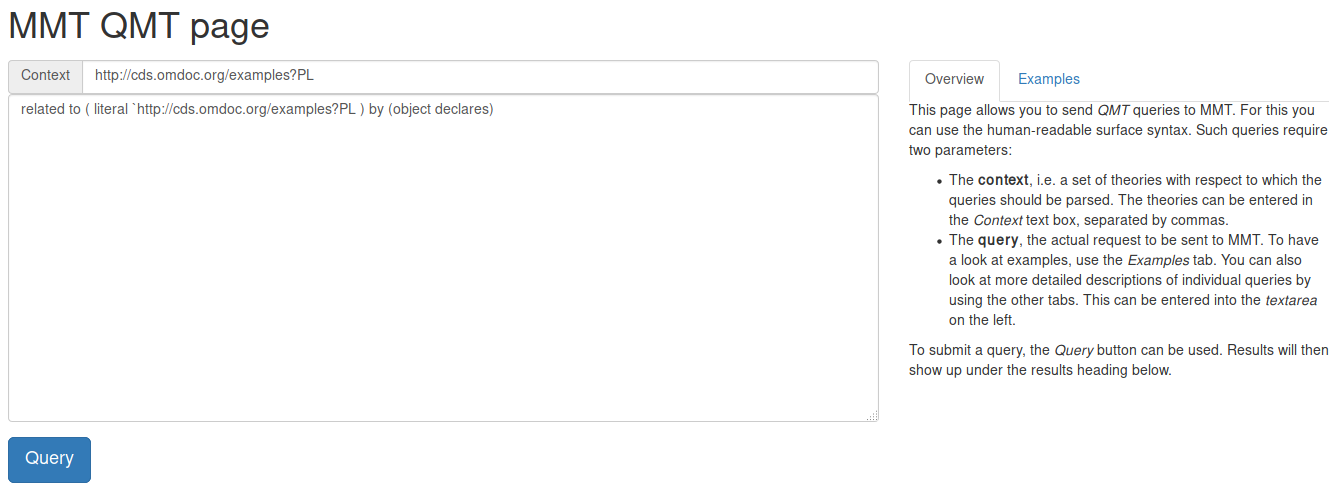 MMT QMT page
Context
http://cds.omdoc.org/examples?PL
related to ( literal `http://cds.omdoc.org/examples?PL ) by (object declares)
Query
Overview
Examples
This page allows you to send QMT queries to MMT. For this you
can use the human-readable surface syntax. Such queries require
two parameters:
• The context, i.e. a set of theories with respect to which the
queries should be parsed. The theories can be entered in
the Context text box, separated by commas.
• The query, the actual request to be sent to MMT. To have
a look at examples, use the Examples tab. You can also
look at more detailed descriptions of individual queries by
using the other tabs. This can be entered into the textarea
on the left.
To submit a query, the Query button can be used. Results will then
show up under the results heading below.